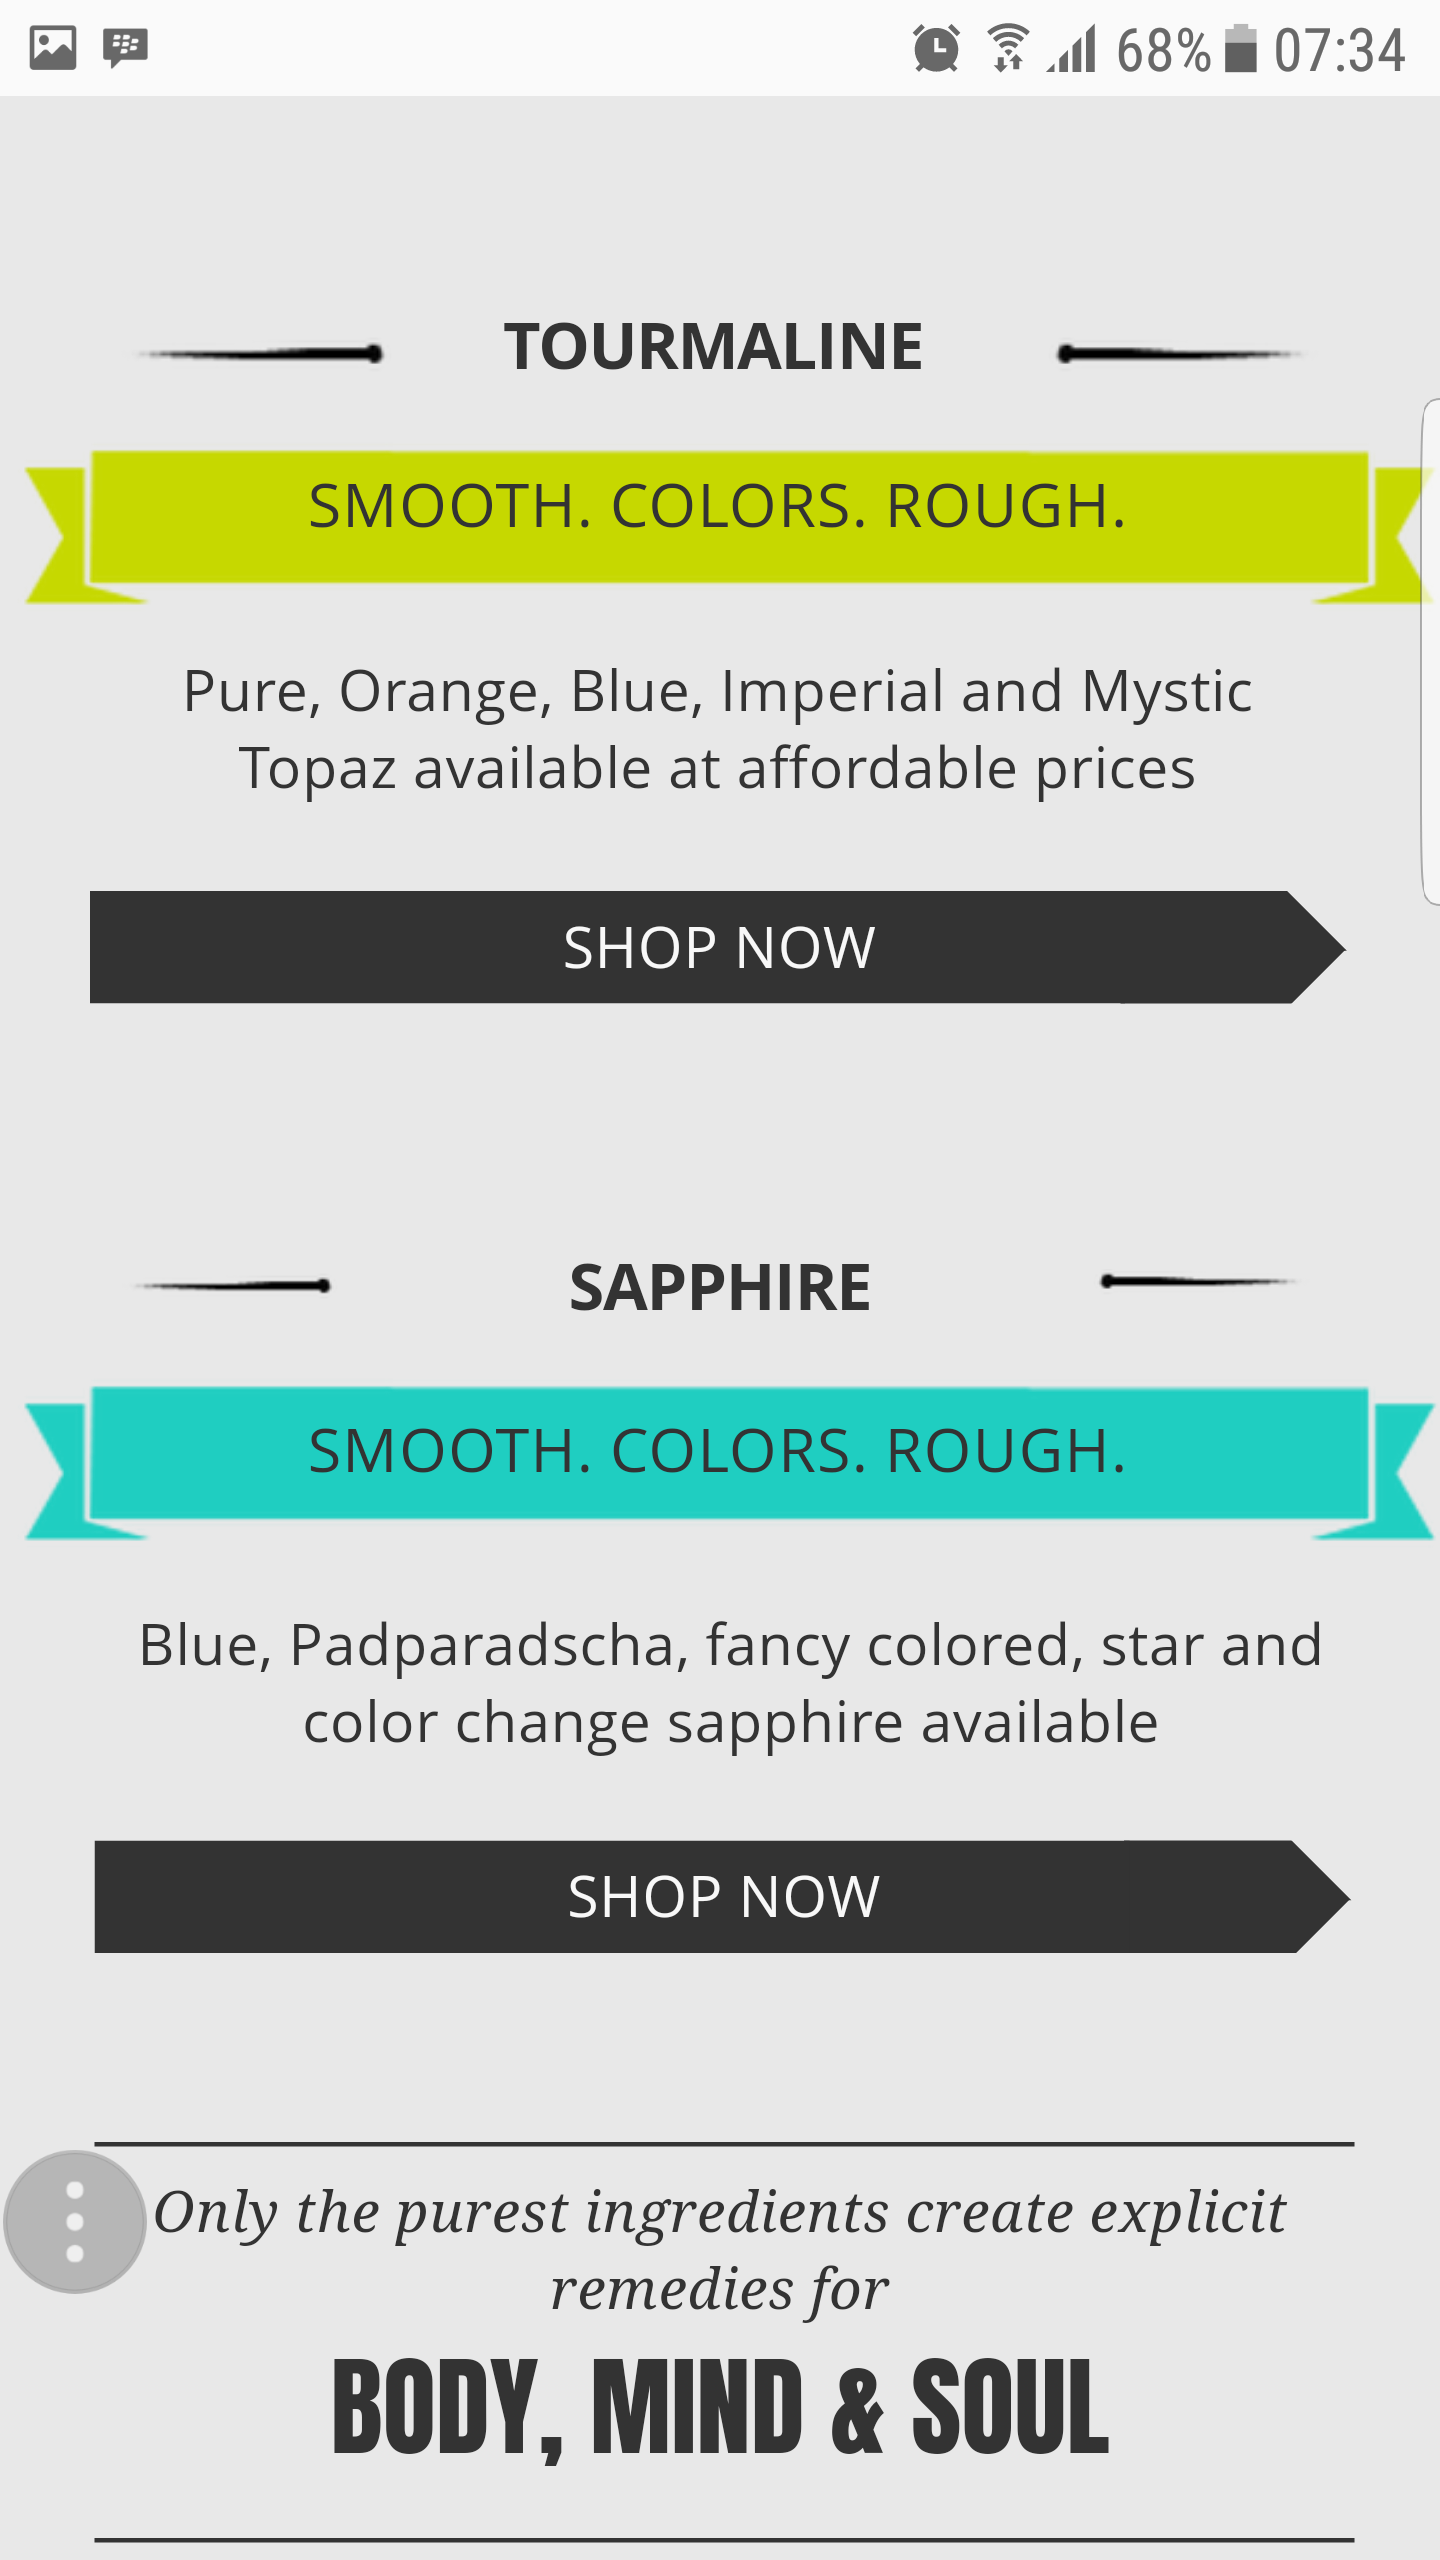 68% 07:34
TOURMALINE
SMOOTH. COLORS. ROUGH.
Pure, Orange, Blue, Imperial and Mystic
Topaz available at affordable prices
SHOP NOW
SAPPHIRE
SMOOTH. COLORS. ROUGH.
Blue, Padparadscha, fancy colored, star and
color change sapphire available
SHOP NOW
Only the purest ingredients create explicit
remedies for
BODY, MIND & SOUL